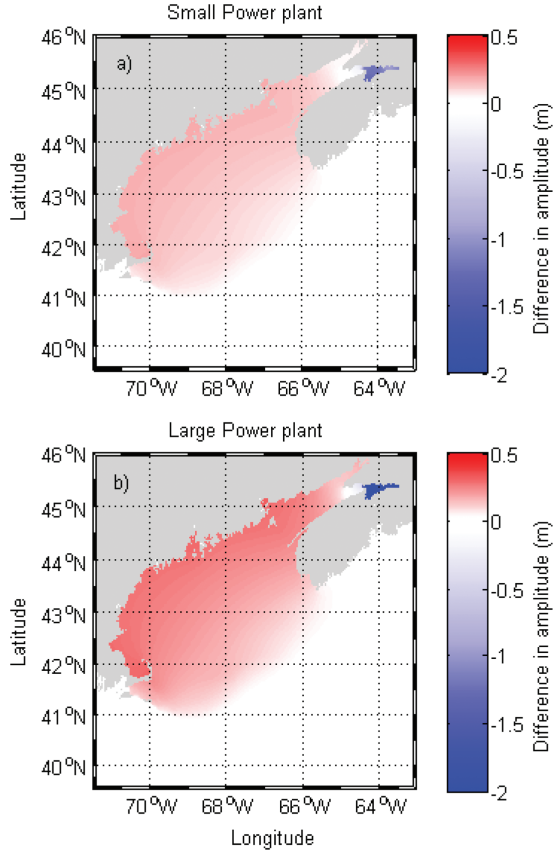 Small Power plant
a)
46°N
45°N
44°N
43°N
42°N
41°N
40°N
Latitude
70°W 68°W 66°W 64°W
0.5
0
-0.5
-1
-1.5
-2
Difference in amplitude (m)
Large Power plant
b)
46°N
45°N
44°N
43°N
42°N
41°N
40°N
Latitude
70°W 68°W 66°W 64°W
Longitude
0.5
0
-0.5
-1
-1.5
-2
Difference in amplitude (m)